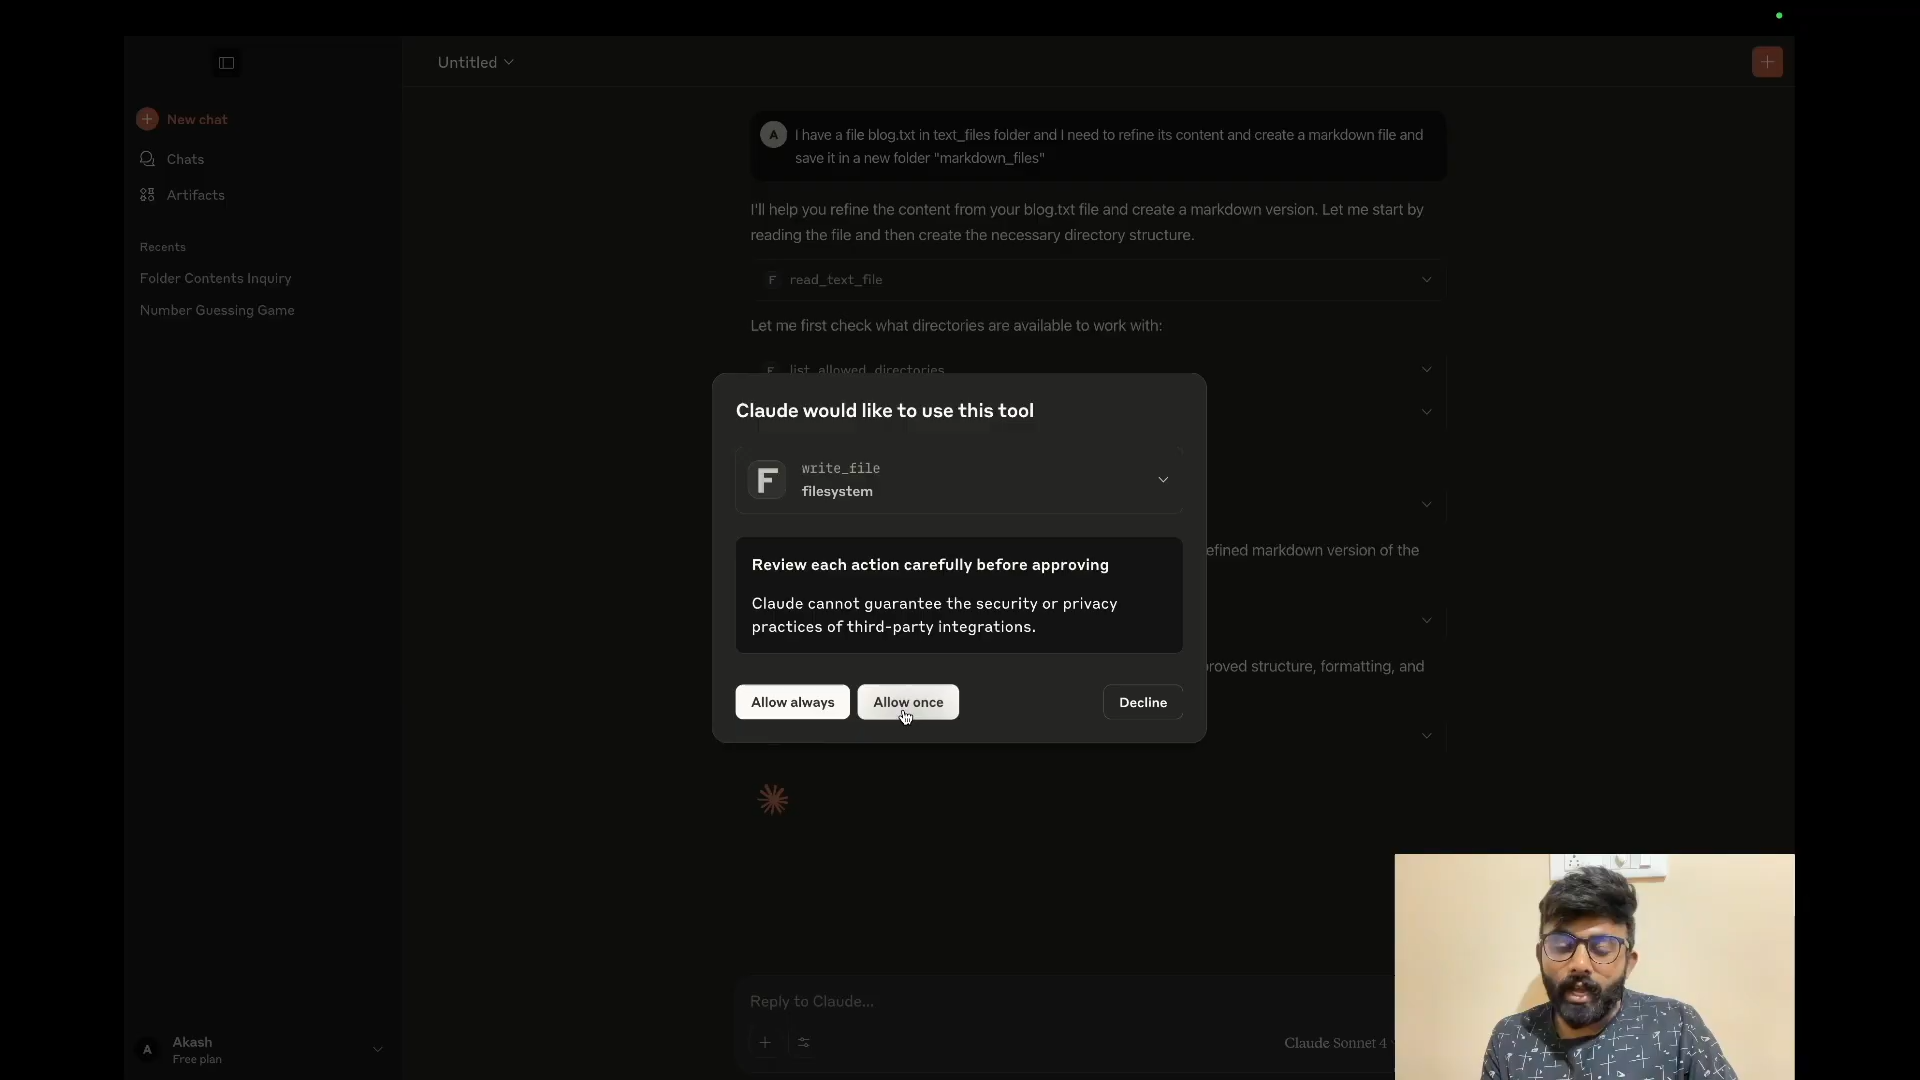 Untitled
New chat
Chats
Artifacts
Recents
Folder Contents Inquiry
Number Guessing Game
A
I have a file blog.txt in text_files folder and I need to refine its content and create a markdown file and
save it in a new folder "markdown_files"
I'll help you refine the content from your blog.txt file and create a markdown version. Let me start by
reading the file and then create the necessary directory structure.
F read_text_file
Let me first check what directories are available to work with:
F list_allowed_directories
Claude would like to use this tool
F
write_file
filesystem
efined markdown version of the
Review each action carefully before approving
Claude cannot guarantee the security or privacy
practices of third-party integrations.
proved structure, formatting, and
Allow always
Allow once
Decline
Reply to Claude...
Claude Sonnet 4
A
Akash
Free plan